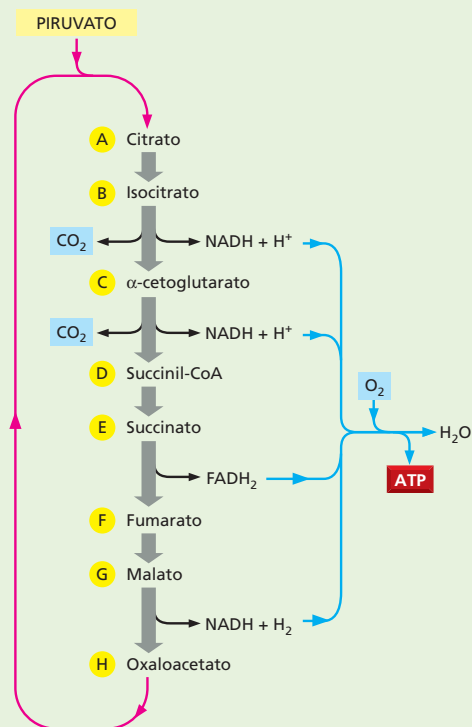 PIRUVATO
A Citrato
B Isocitrato
CO₂ NADH + H⁺
C α-cetoglutarato
CO₂ NADH + H⁺
D Succinil-CoA
O₂
E Succinato
H₂O
ATP
FADH₂
F Fumarato
G Malato
NADH + H₂
H Oxaloacetato